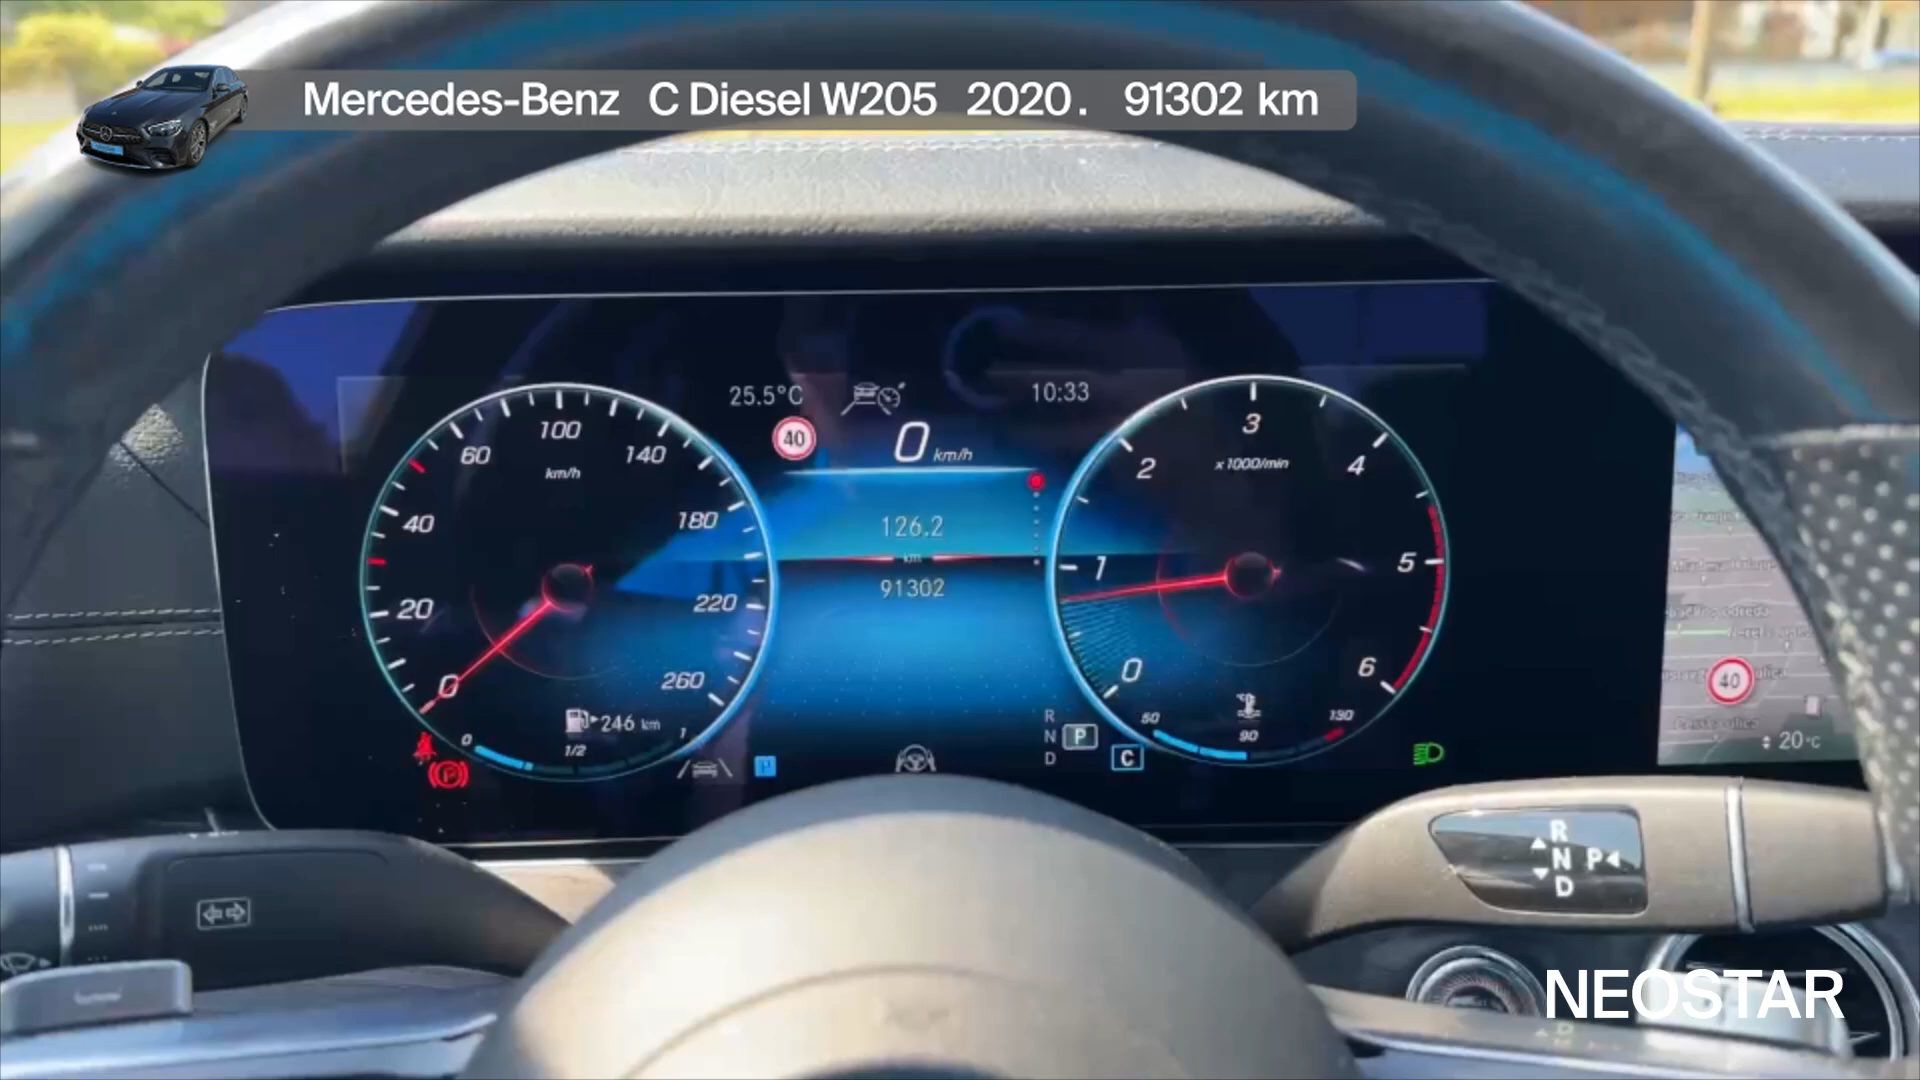 Mercedes-Benz C Diesel W205 2020. 91302 km
25.5°C 10:33
40
0 km/h
126.2
km
91302
0 20 40 60 100 140 180 220 260
km/h
246 km
0 1/2 1
0 1 2 3 4 5 6
x 1000/min
50 90 130
°C
R
N
D
P
C
P
40
20°C
R
N
D
P
NEOSTAR